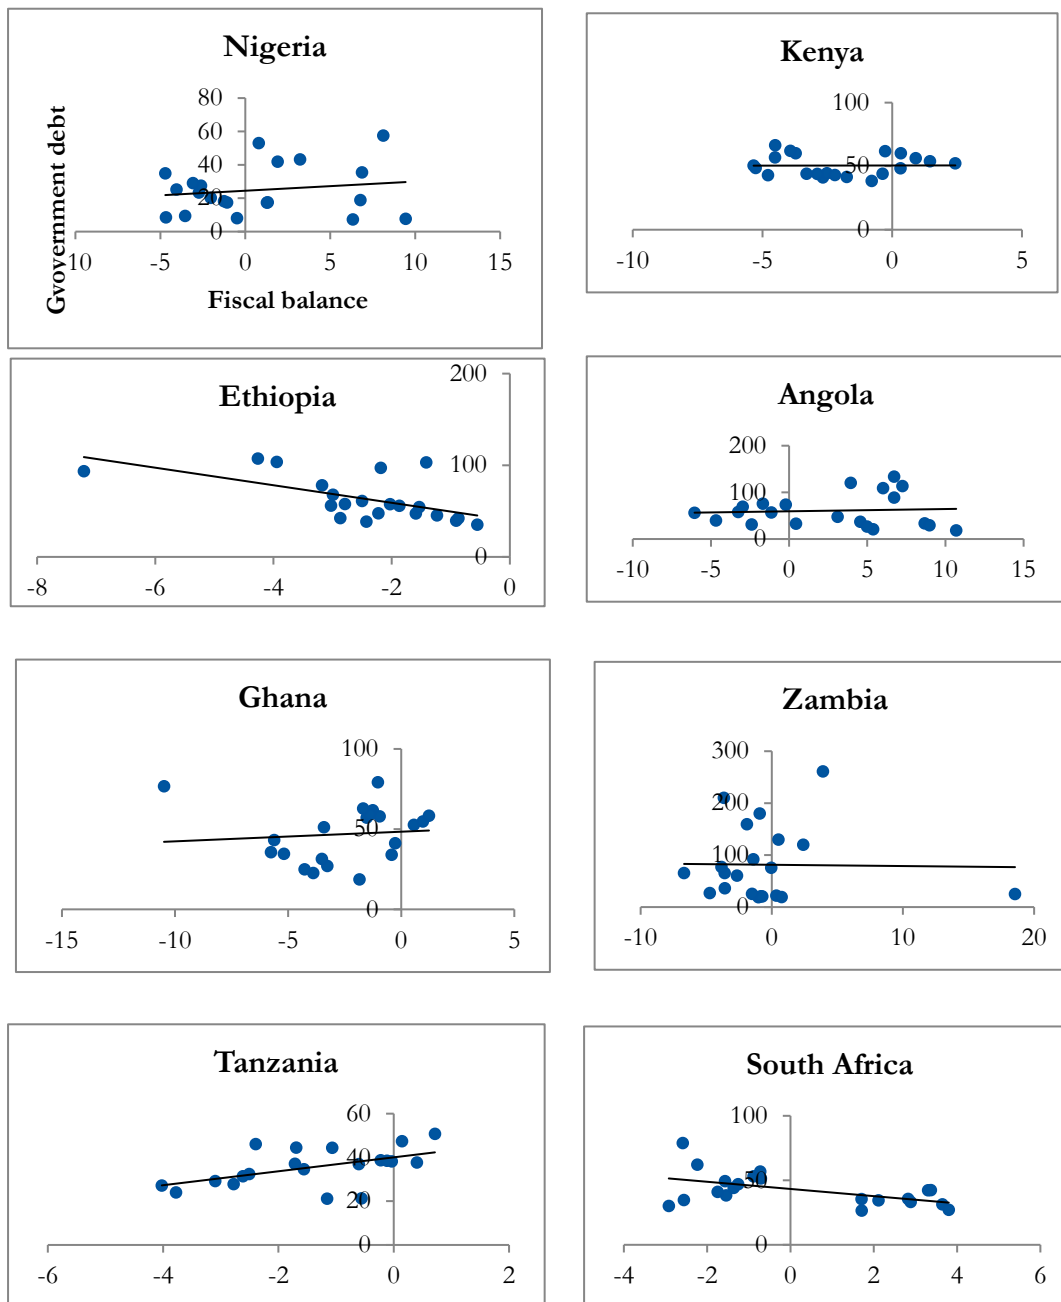 Nigeria
Gvovernment debt
80
60
40
20
0
-10 -5 0 5 10 15
Fiscal balance
Kenya
100
50
0
-10 -5 0 5
Ethiopia
200
100
0
-8 -6 -4 -2 0
Angola
200
100
0
-10 -5 0 5 10 15
Ghana
100
50
0
-15 -10 -5 0 5
Zambia
300
200
100
0
-10 0 10 20
Tanzania
60
40
20
0
-6 -4 -2 0 2
South Africa
100
50
0
-4 -2 0 2 4 6